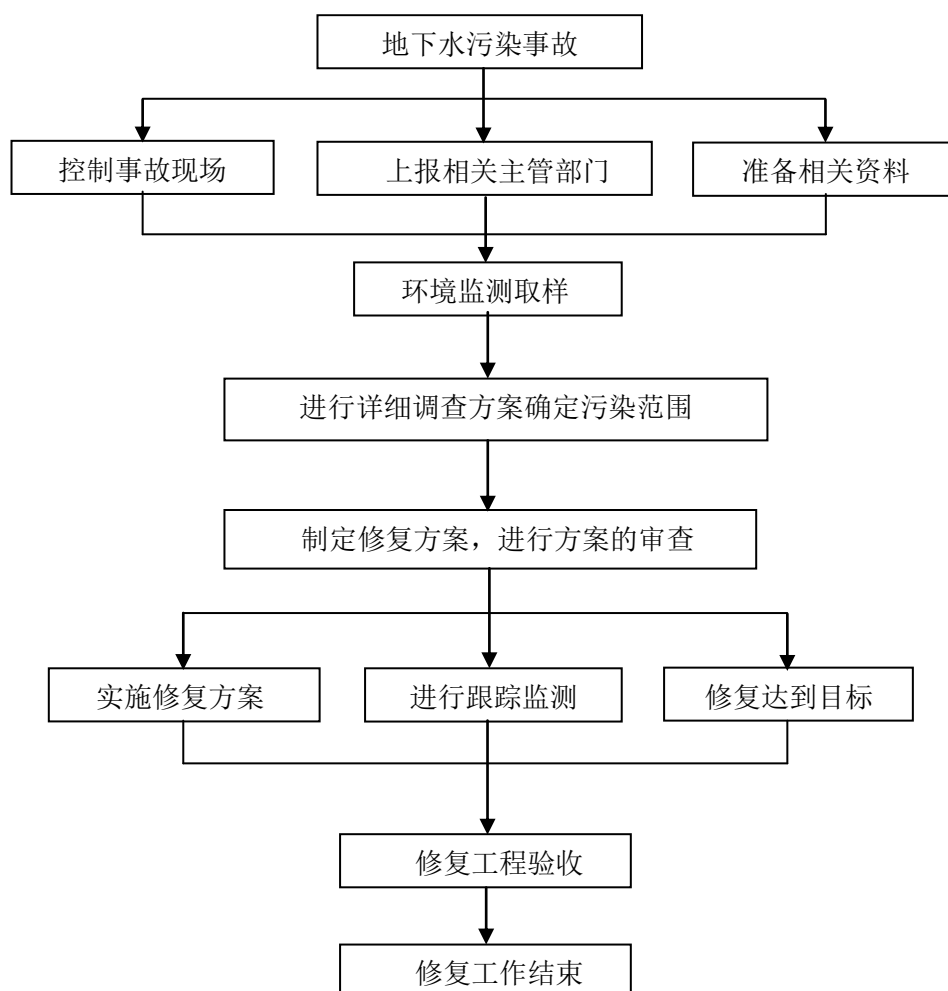 地下水污染事故
控制事故现场
上报相关主管部门
准备相关资料
环境监测取样
进行详细调查方案确定污染范围
制定修复方案，进行方案的审查
实施修复方案
进行跟踪监测
修复达到目标
修复工程验收
修复工作结束